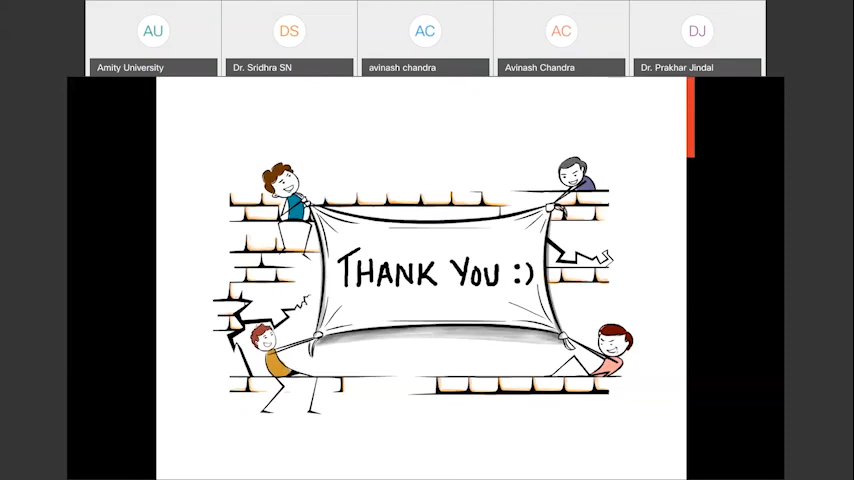 AU
DS
AC
AC
DJ
Amity University
Dr. Sridhra SN
avinash chandra
Avinash Chandra
Dr. Prakhar Jindal
THANK YOU :)